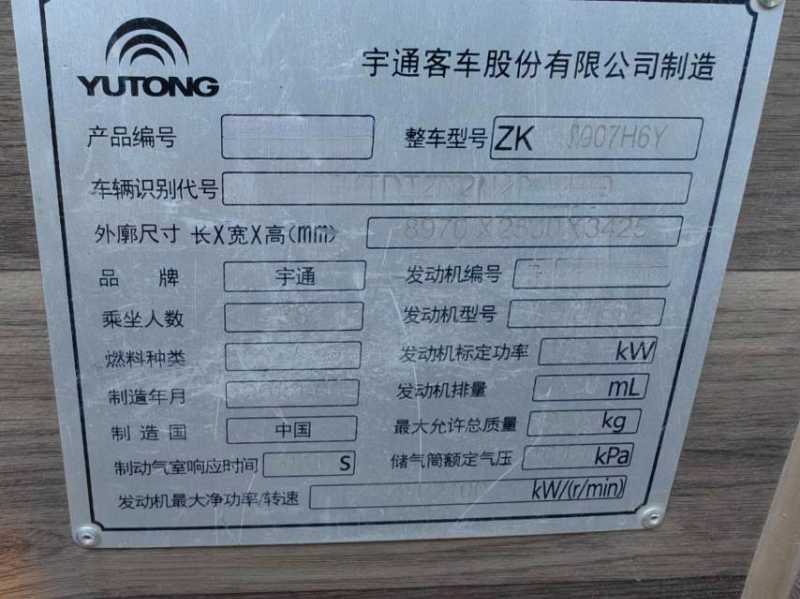 YUTONG
宇通客车股份有限公司制造
产品编号 整车型号 ZK 6907H6Y
车辆识别代号
外廓尺寸 长X宽X高(mm) 8970X2500X3425
品 牌 宇通 发动机编号
乘坐人数 发动机型号
燃料种类 发动机标定功率 kW
制造年月 发动机排量 mL
制造国 中国 最大允许总质量 kg
制动气室响应时间 S 储气筒额定气压 kPa
发动机最大净功率/转速 kW/(r/min)